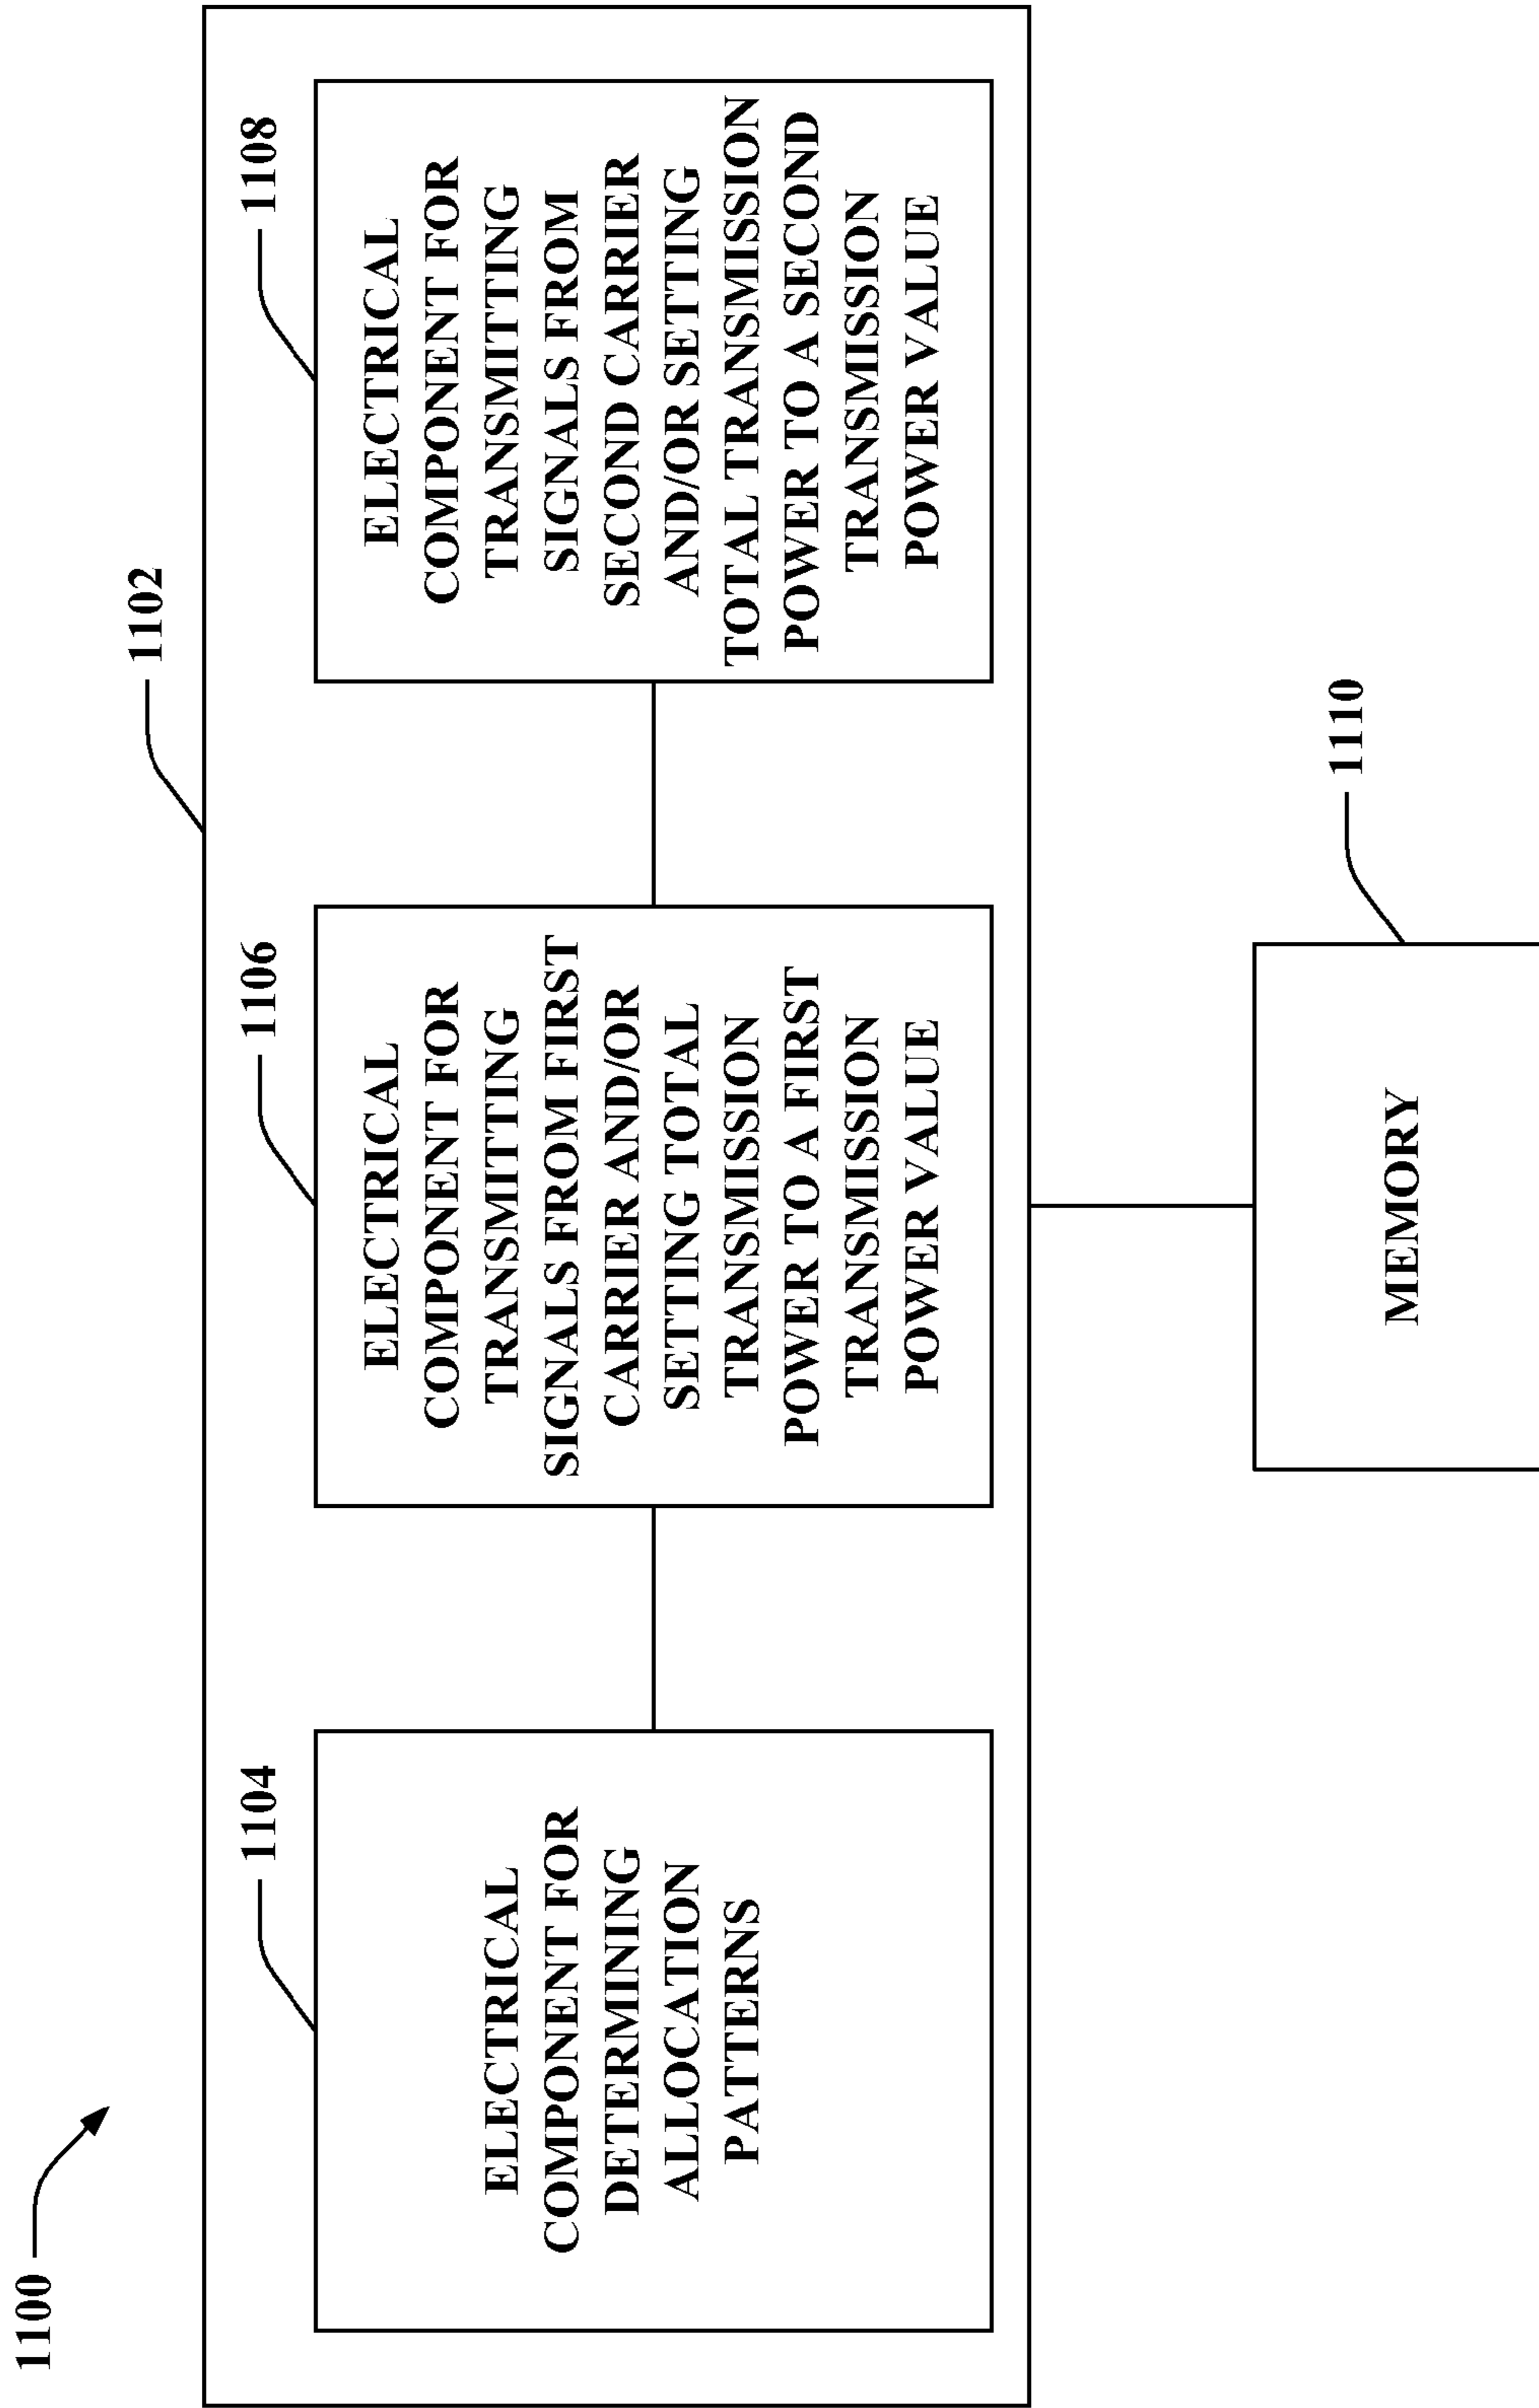 1100
1102
1104
ELECTRICAL
COMPONENT FOR
DETERMINING
ALLOCATION
PATTERNS
1106
ELECTRICAL
COMPONENT FOR
TRANSMITTING
SIGNALS FROM FIRST
CARRIER AND/OR
SETTING TOTAL
TRANSMISSION
POWER TO A FIRST
TRANSMISSION
POWER VALUE
1108
ELECTRICAL
COMPONENT FOR
TRANSMITTING
SIGNALS FROM
SECOND CARRIER
AND/OR SETTING
TOTAL TRANSMISSION
POWER TO A SECOND
TRANSMISSION
POWER VALUE
1110
MEMORY